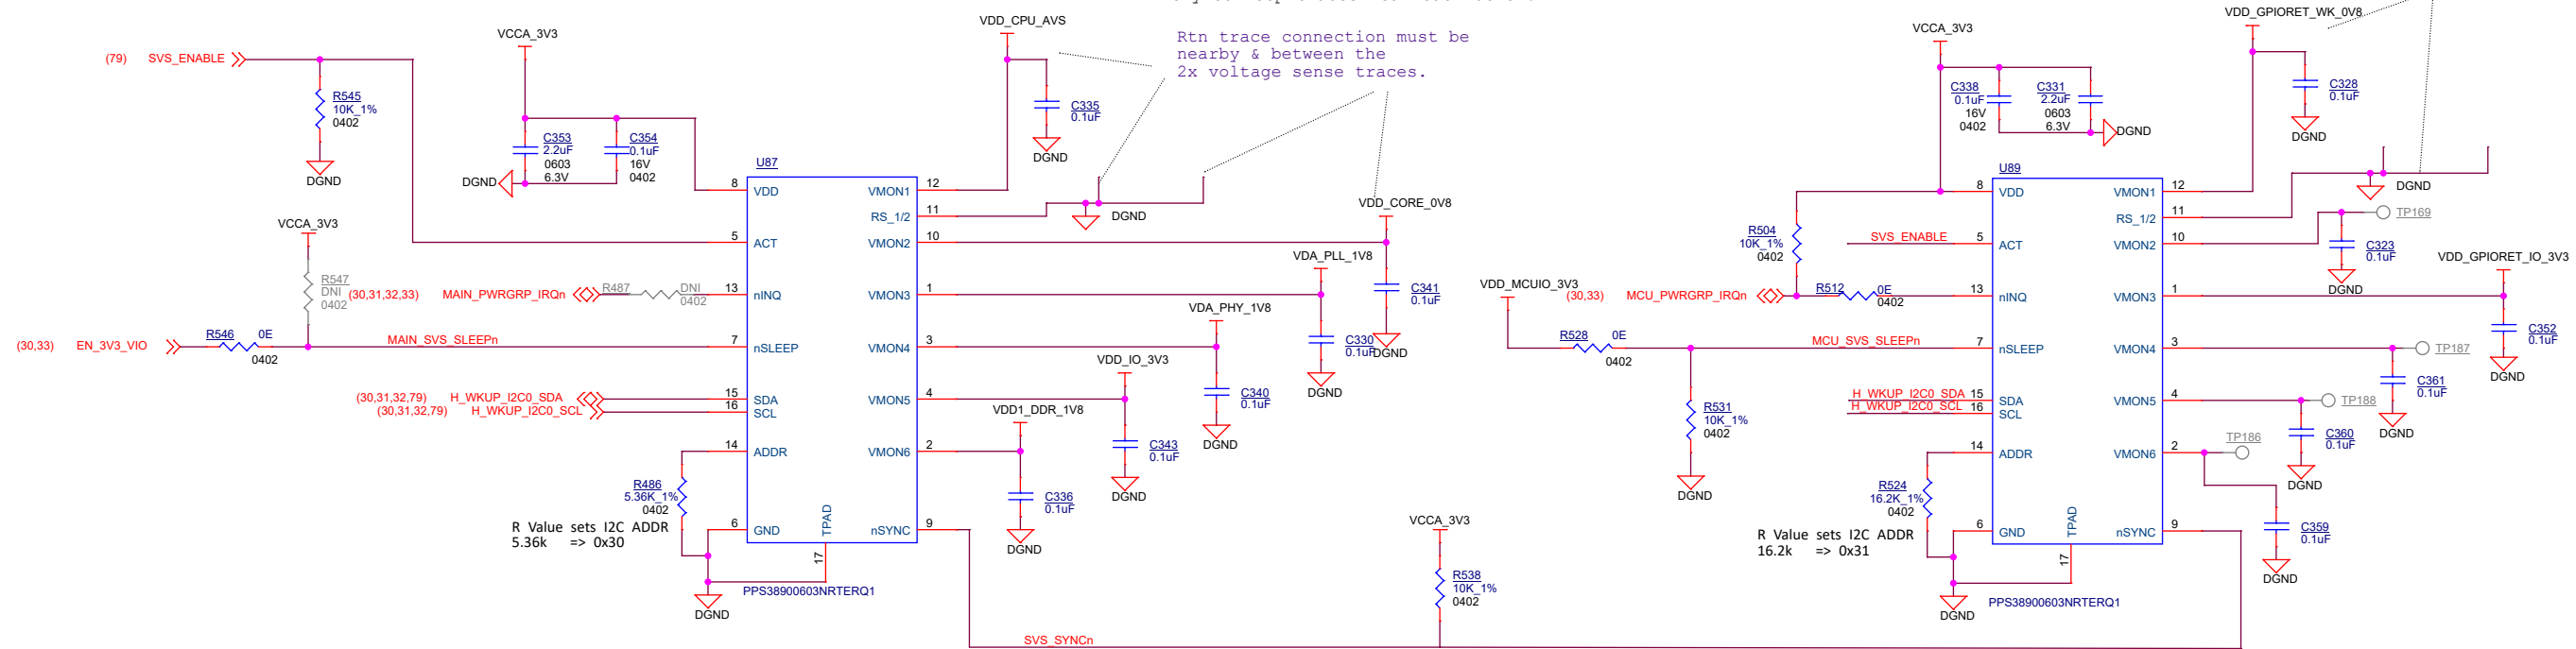 VDD_CPU_AVS
VCCA_3V3
(79) SVS_ENABLE
R545
10K_1%
0402
DGND
C353
2.2uF
0603
6.3V
C354
0.1uF
16V
0402
DGND
C335
0.1uF
DGND
Rtn trace connection must be
nearby & between the
2x voltage sense traces.
U87
8 VDD
5 ACT
13 nINQ
7 nSLEEP
15 SDA
16 SCL
14 ADDR
6 GND
TPAD
17
VMON1 12
RS_1/2 11
VMON2 10
VMON3 1
VMON4 3
VMON5 4
VMON6 2
nSYNC 9
PPS38900603NRTERQ1
DGND
VDD_CORE_0V8
VDA_PLL_1V8
VDA_PHY_1V8
VDD_IO_3V3
VDD1_DDR_1V8
C341
0.1uF
DGND
C330
0.1uF
DGND
C340
0.1uF
DGND
C343
0.1uF
DGND
C336
0.1uF
DGND
VCCA_3V3
R547
DNI
0402
(30,31,32,33) MAIN_PWRGRP_IRQn
R487 DNI
0402
(30,33) EN_3V3_VIO
R546 0E
0402
MAIN_SVS_SLEEPn
(30,31,32,79) H_WKUP_I2C0_SDA
(30,31,32,79) H_WKUP_I2C0_SCL
R486
5.36K_1%
0402
R Value sets I2C ADDR
5.36k => 0x30
DGND
SVS_SYNCn
VCCA_3V3
R538
10K_1%
0402
VCCA_3V3
VDD_GPIORET_WK_0V8
C338
0.1uF
16V
0402
C331
2.2uF
0603
6.3V
DGND
C328
0.1uF
DGND
U89
8 VDD
5 ACT
13 nINQ
7 nSLEEP
15 SDA
16 SCL
14 ADDR
6 GND
TPAD
17
VMON1 12
RS_1/2 11
VMON2 10
VMON3 1
VMON4 3
VMON5 4
VMON6 2
nSYNC 9
PPS38900603NRTERQ1
DGND
TP169
C323
0.1uF
DGND
VDD_GPIORET_IO_3V3
C352
0.1uF
DGND
TP187
C361
0.1uF
DGND
TP188
C360
0.1uF
DGND
TP186
C359
0.1uF
DGND
R504
10K_1%
0402
SVS_ENABLE
VDD_MCUIO_3V3
(30,33) MCU_PWRGRP_IRQn
R512 0E
0402
R528 0E
0402
MCU_SVS_SLEEPn
R531
10K_1%
0402
DGND
H_WKUP_I2C0_SDA
H_WKUP_I2C0_SCL
R524
16.2K_1%
0402
R Value sets I2C ADDR
16.2k => 0x31
DGND